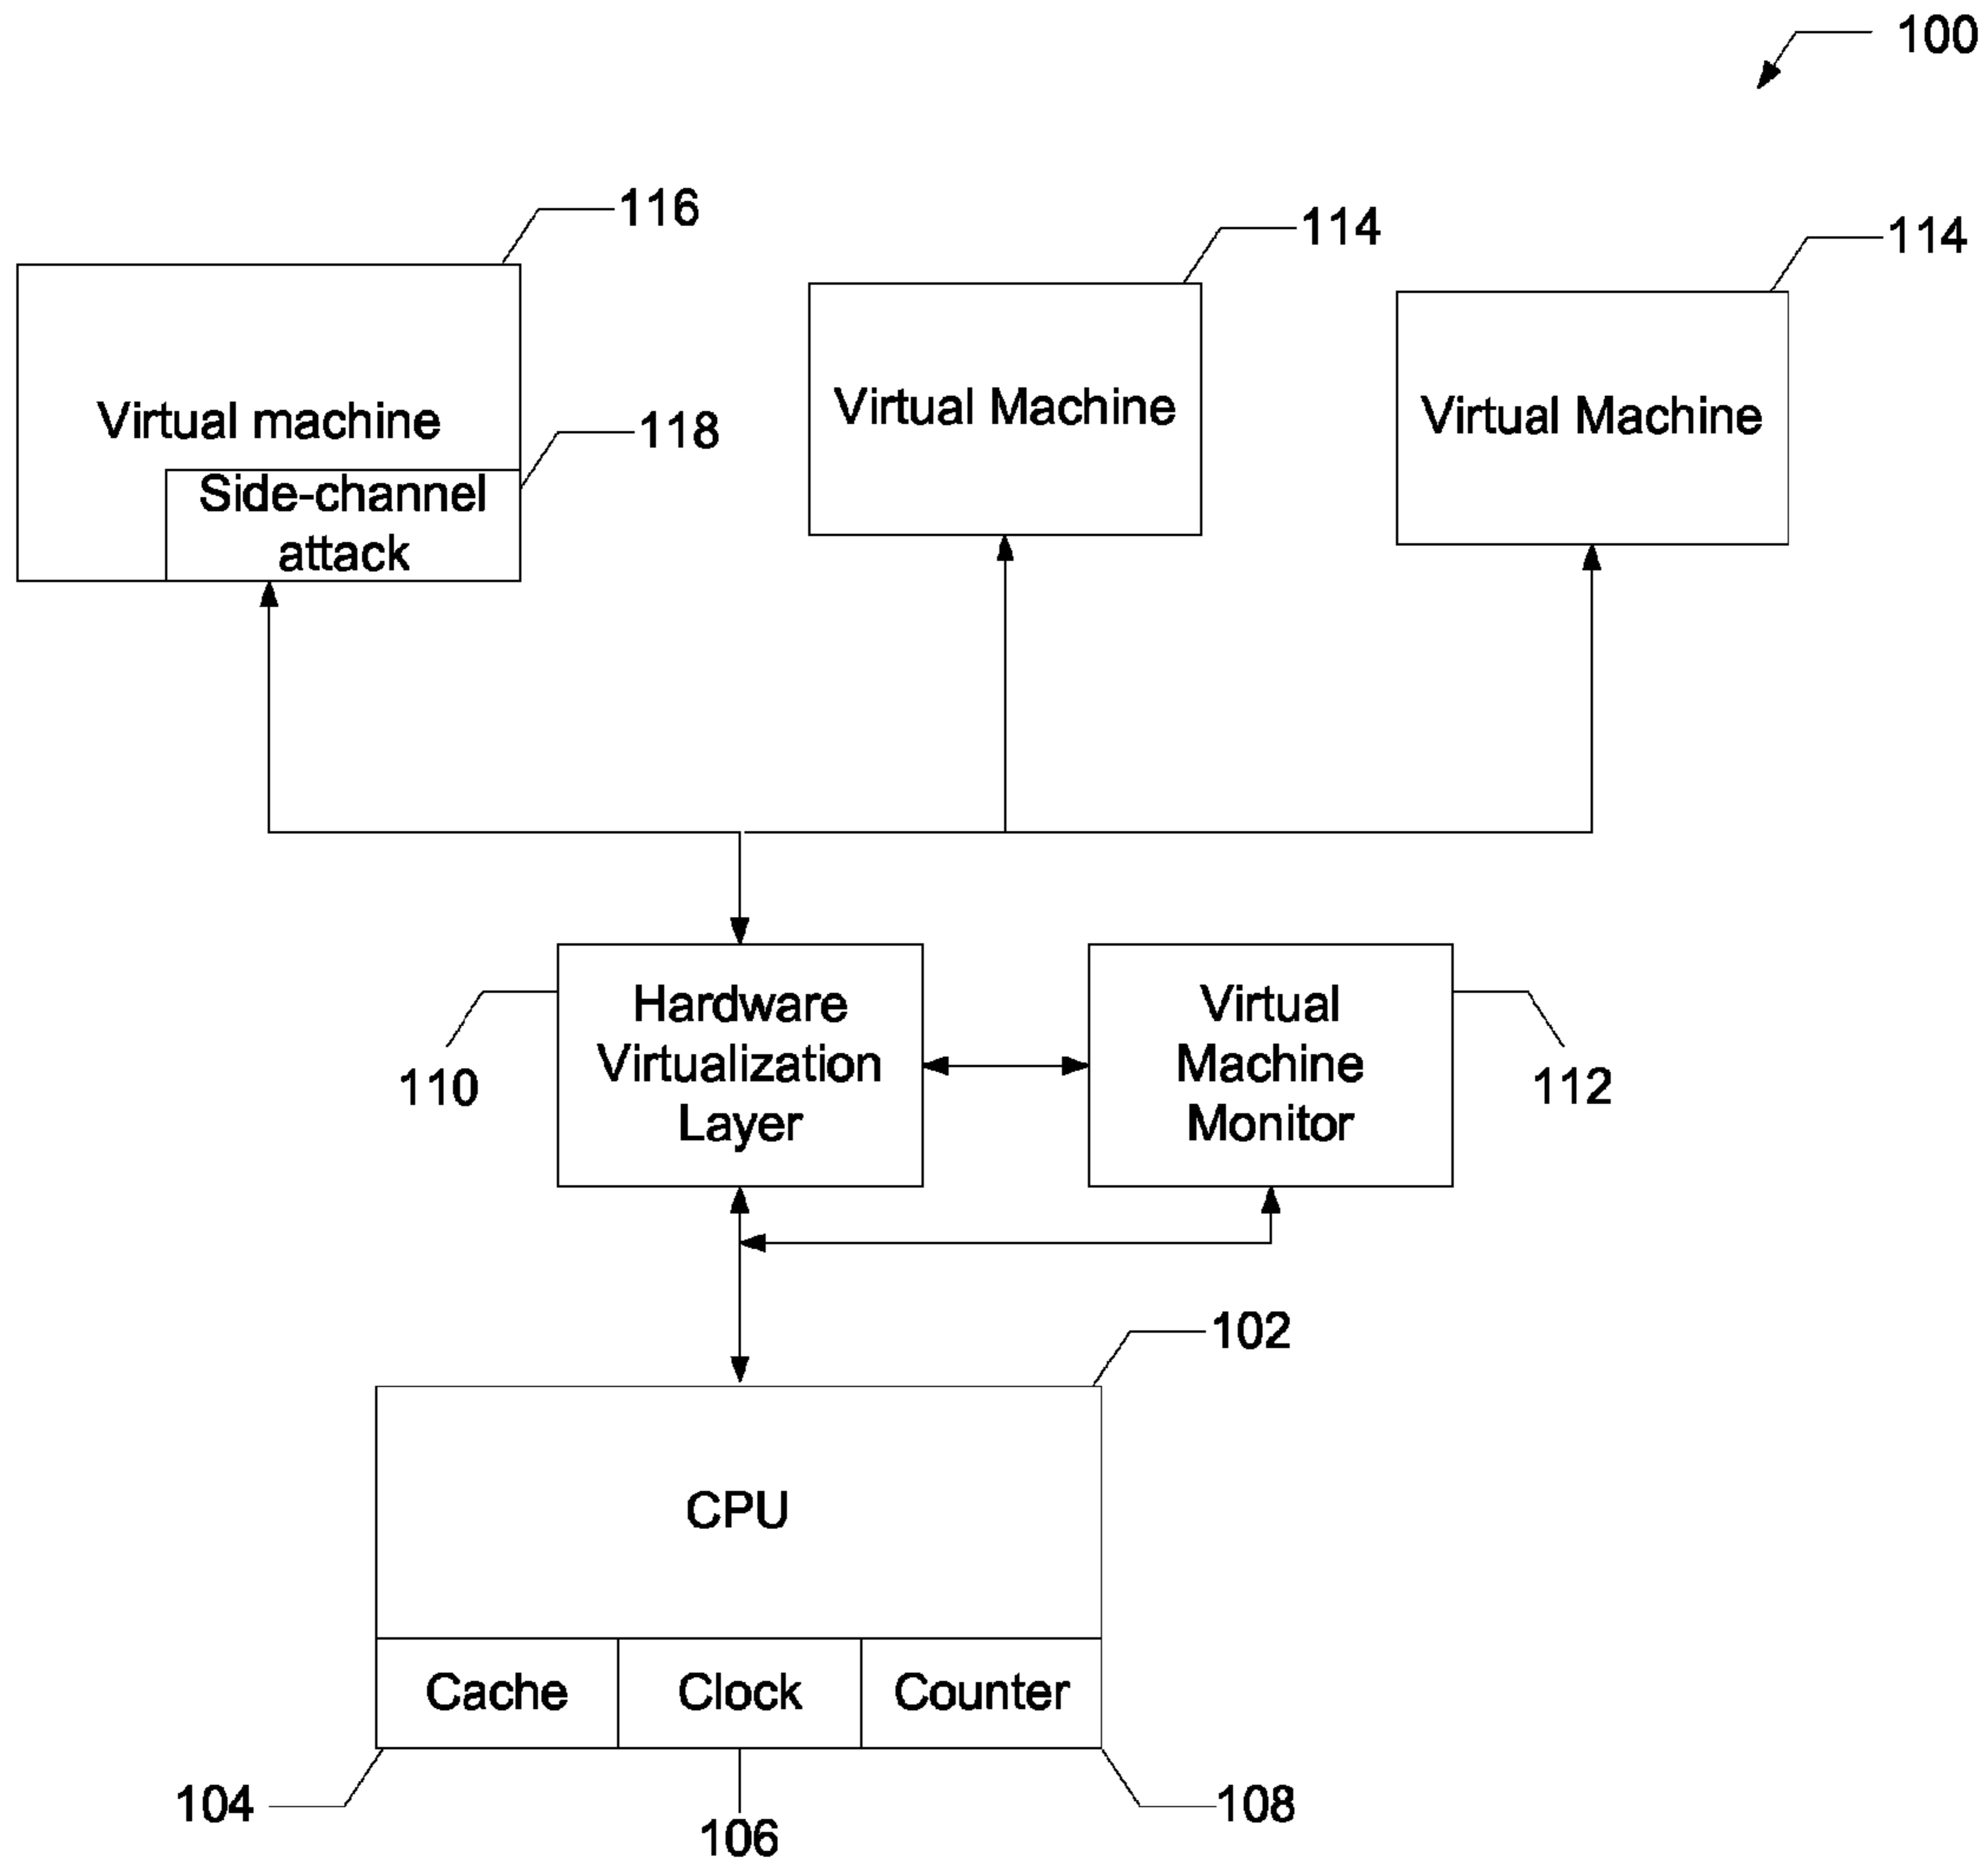 100
116
114
114
Virtual machine
118
Side-channel
attack
Virtual Machine
Virtual Machine
Hardware
Virtualization
Layer
110
Virtual
Machine
Monitor
112
102
CPU
Cache
Clock
Counter
104
106
108